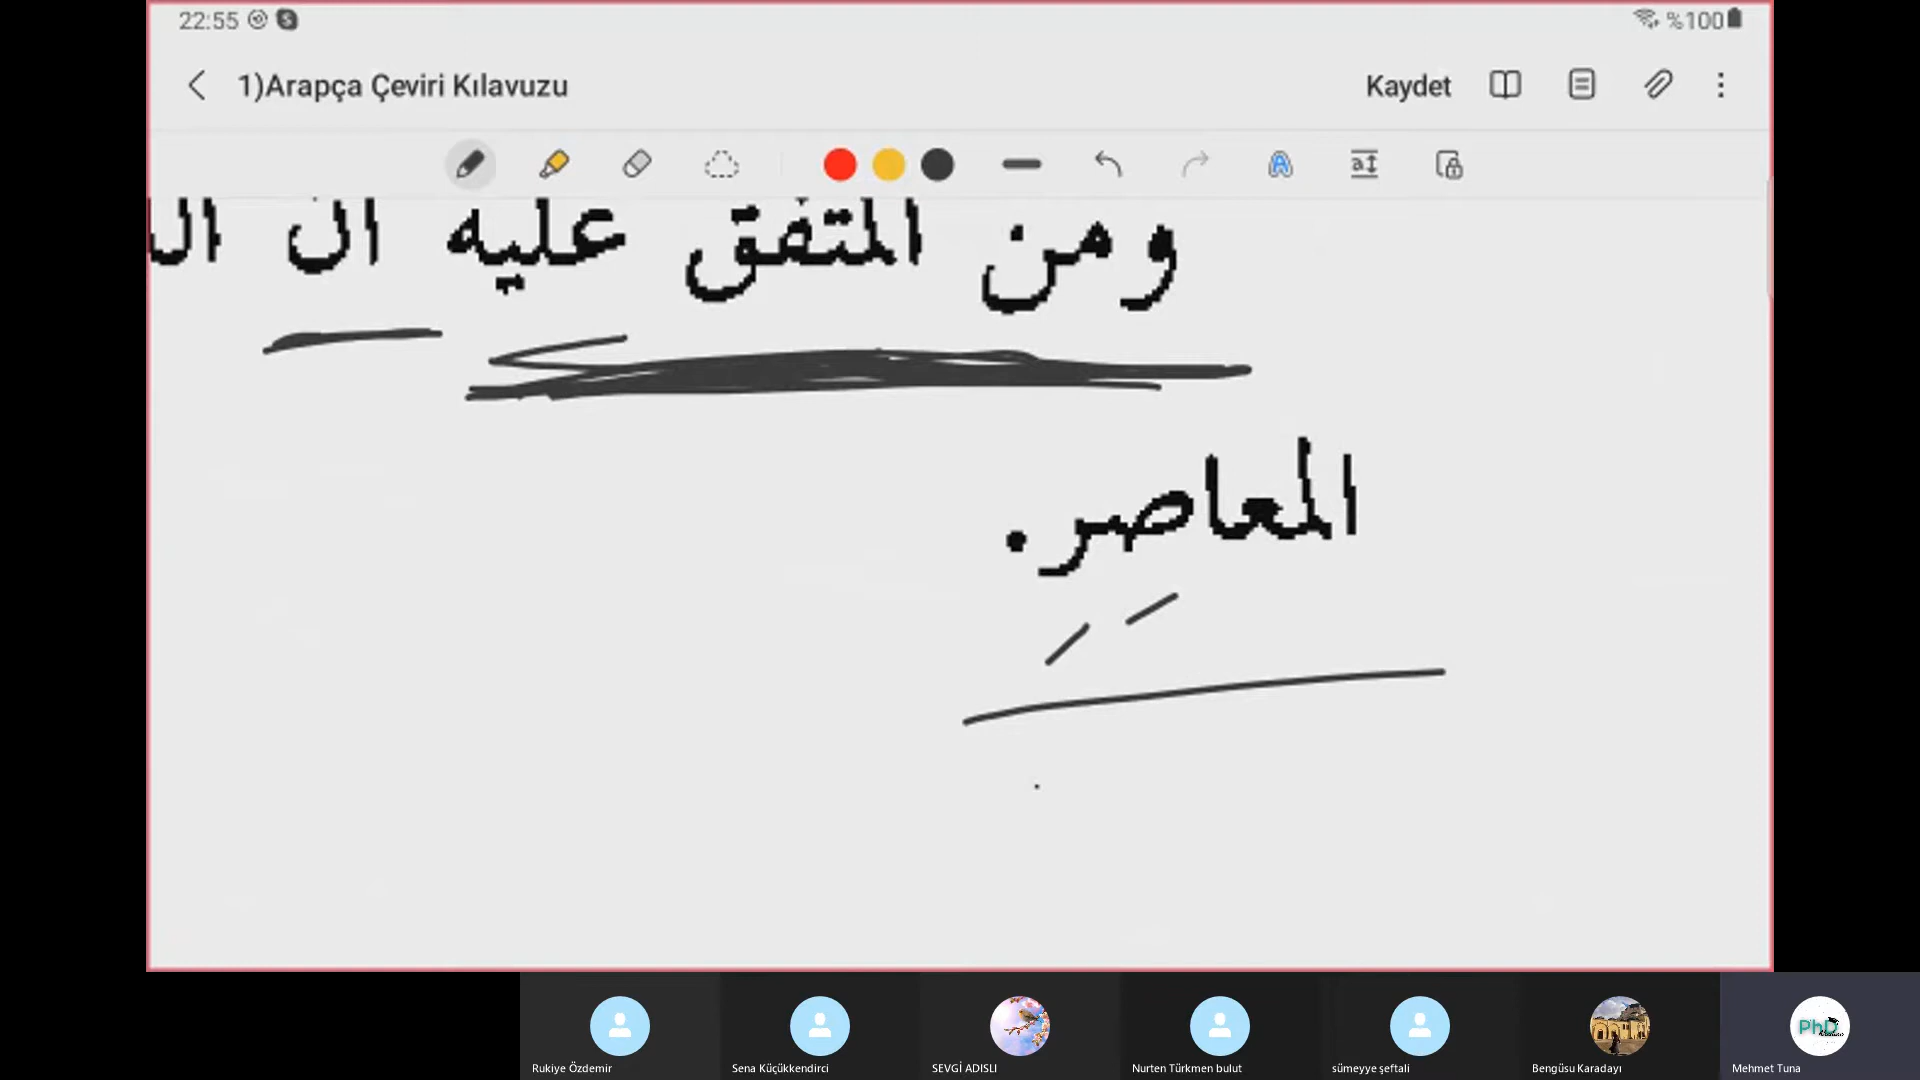 22:55
%100
1)Arapça Çeviri Kılavuzu
Kaydet
ومن المتفق عليه ان
المعاصر.
Rukiye Özdemir
Sena Küçükkendirci
SEVGİ ADISLI
Nurten Türkmen bulut
sümeyye şeftali
Bengüsu Karadayı
PhD
Mehmet Tuna